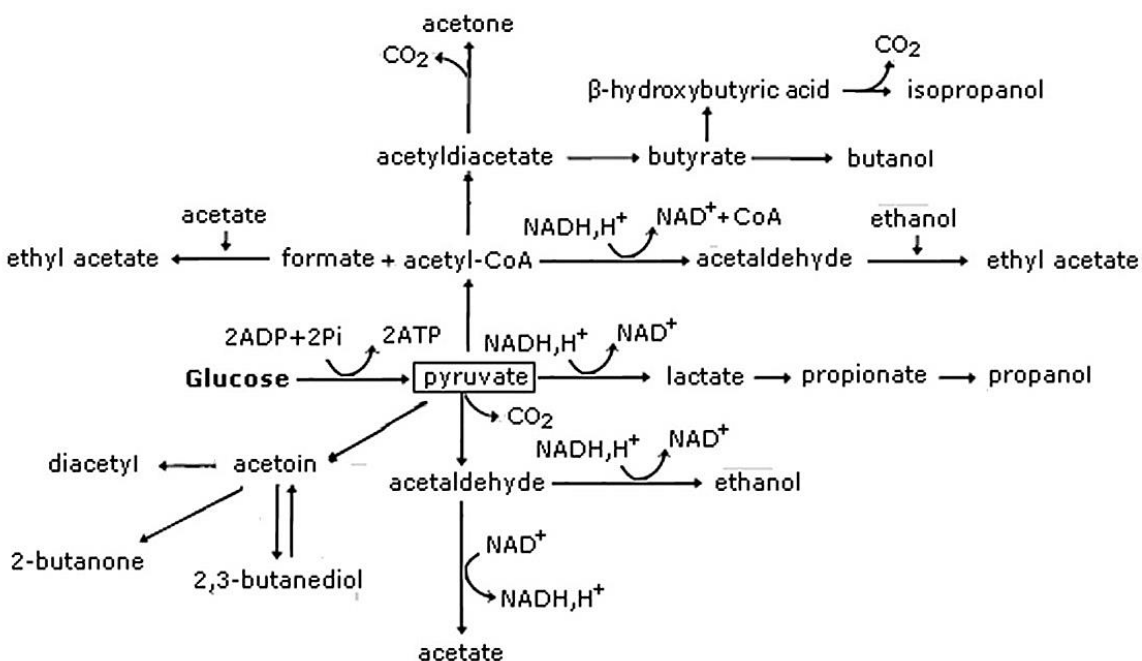 acetone
CO2
CO2
β-hydroxybutyric acid isopropanol
acetyldiacetate butyrate butanol
acetate NADH,H+ NAD+ + CoA ethanol
ethyl acetate formate + acetyl-CoA acetaldehyde ethyl acetate
2ADP+2Pi 2ATP NADH,H+ NAD+
Glucose pyruvate lactate propionate propanol
CO2
NADH,H+ NAD+
diacetyl acetoin acetaldehyde ethanol
NAD+
2-butanone
2,3-butanediol NADH,H+
acetate